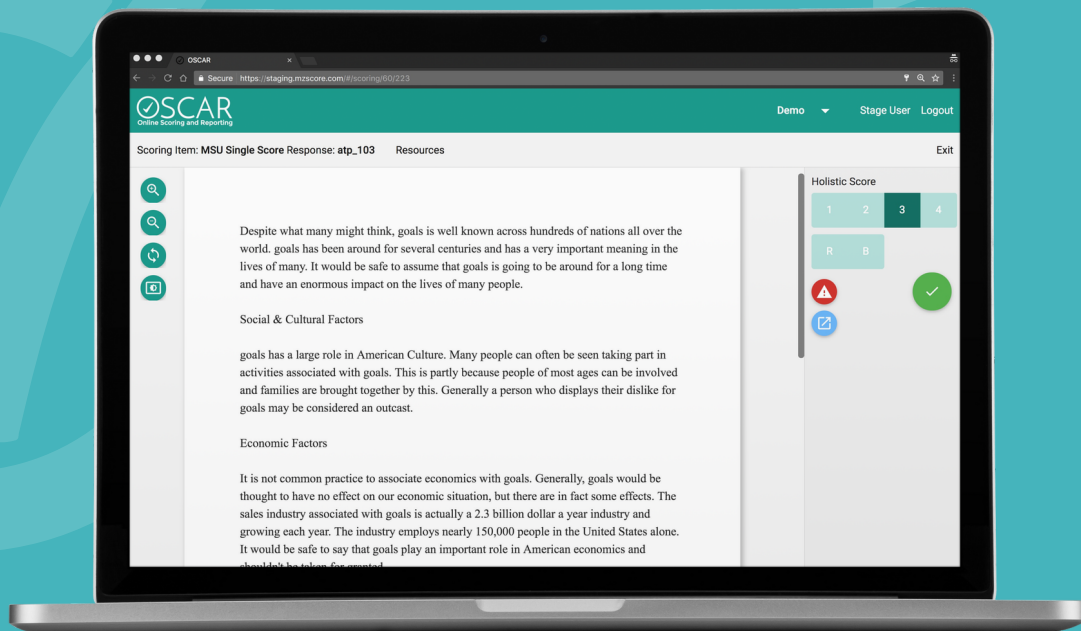 OSCAR
Secure https://staging.mzscore.com/#/scoring/60/223
OSCAR
Online Scoring and Reporting
Demo Stage User Logout
Scoring Item: MSU Single Score Response: atp_103 Resources Exit
Holistic Score
1 2 3 4
R B
Despite what many might think, goals is well known across hundreds of nations all over the
world. goals has been around for several centuries and has a very important meaning in the
lives of many. It would be safe to assume that goals is going to be around for a long time
and have an enormous impact on the lives of many people.
Social & Cultural Factors
goals has a large role in American Culture. Many people can often be seen taking part in
activities associated with goals. This is partly because people of most ages can be involved
and families are brought together by this. Generally a person who displays their dislike for
goals may be considered an outcast.
Economic Factors
It is not common practice to associate economics with goals. Generally, goals would be
thought to have no effect on our economic situation, but there are in fact some effects. The
sales industry associated with goals is actually a 2.3 billion dollar a year industry and
growing each year. The industry employs nearly 150,000 people in the United States alone.
It would be safe to say that goals play an important role in American economics and
shouldn't be taken for granted